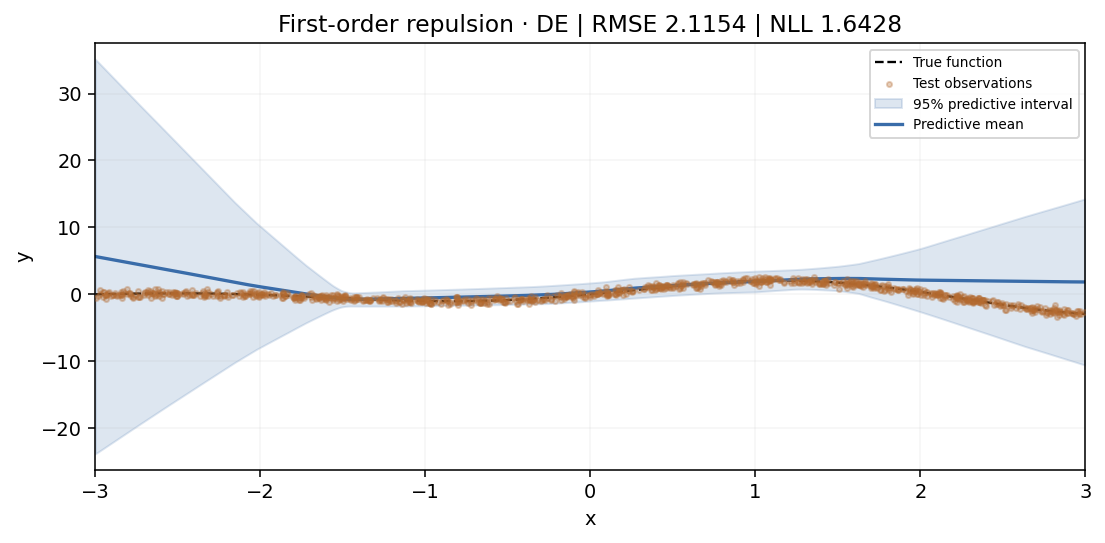 First-order repulsion · DE | RMSE 2.1154 | NLL 1.6428
True function
Test observations
95% predictive interval
Predictive mean
y
30
20
10
0
−10
−20
−3
−2
−1
0
1
2
3
x